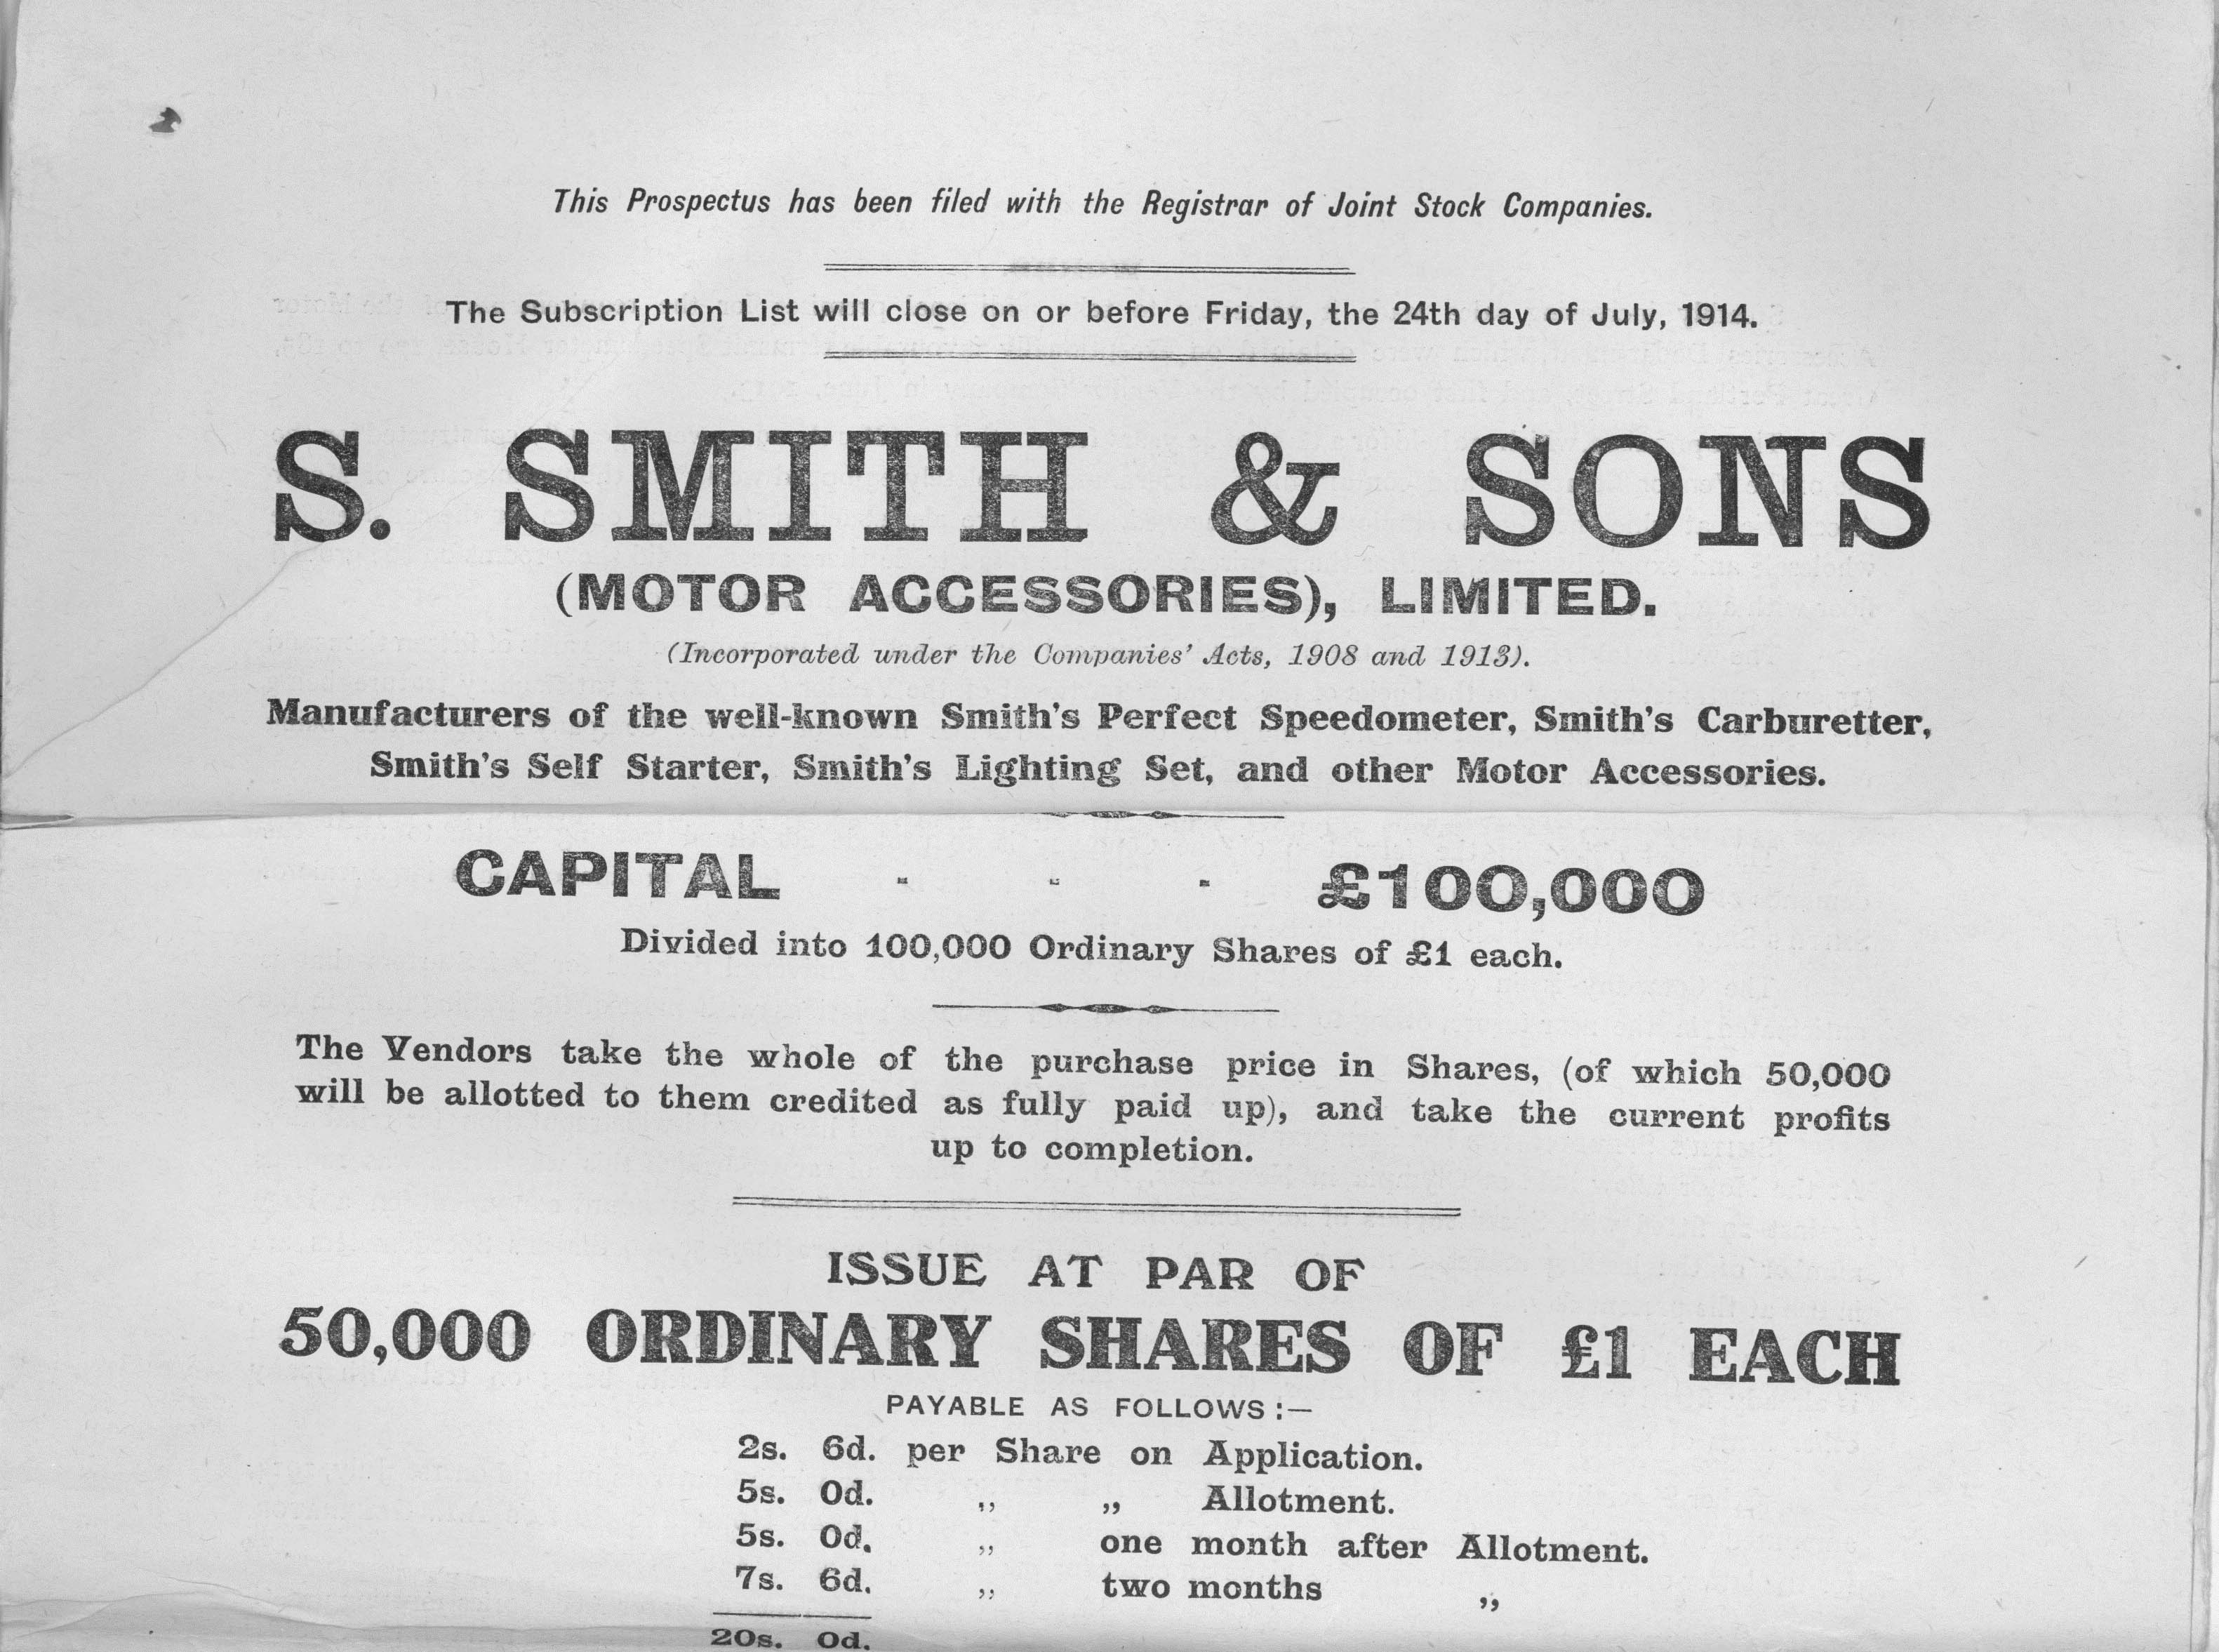 This Prospectus has been filed with the Registrar of Joint Stock Companies.
The Subscription List will close on or before Friday, the 24th day of July, 1914.
S. SMITH & SONS
(MOTOR ACCESSORIES), LIMITED.
(Incorporated under the Companies' Acts, 1908 and 1913).
Manufacturers of the well-known Smith's Perfect Speedometer, Smith's Carburetter,
Smith's Self Starter, Smith's Lighting Set, and other Motor Accessories.
CAPITAL - - - £100,000
Divided into 100,000 Ordinary Shares of £1 each.
The Vendors take the whole of the purchase price in Shares, (of which 50,000
will be allotted to them credited as fully paid up), and take the current profits
up to completion.
ISSUE AT PAR OF
50,000 ORDINARY SHARES OF £1 EACH
PAYABLE AS FOLLOWS:—
2s. 6d. per Share on Application.
5s. 0d. ,, ,, Allotment.
5s. 0d. ,, one month after Allotment.
7s. 6d. ,, two months ,,
20s. 0d.